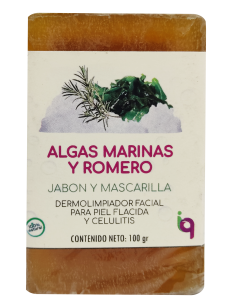 ALGAS MARINAS
Y ROMERO
JABON Y MASCARILLA
DERMOLIMPIADOR FACIAL
PARA PIEL FLACIDA
Y CELULITIS
CONTENIDO NETO: 100 gr